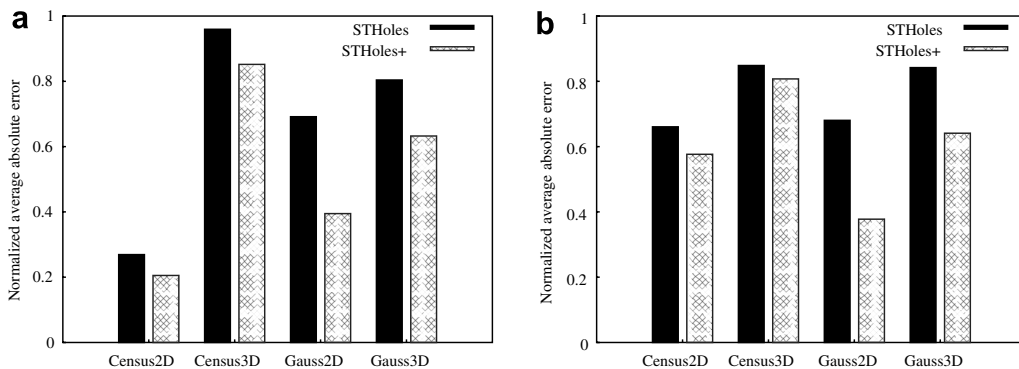 a
Normalized average absolute error
1
0.8
0.6
0.4
0.2
0
STHoles
STHoles+
Census2D Census3D Gauss2D Gauss3D
b
Normalized average absolute error
1
0.8
0.6
0.4
0.2
0
STHoles
STHoles+
Census2D Census3D Gauss2D Gauss3D